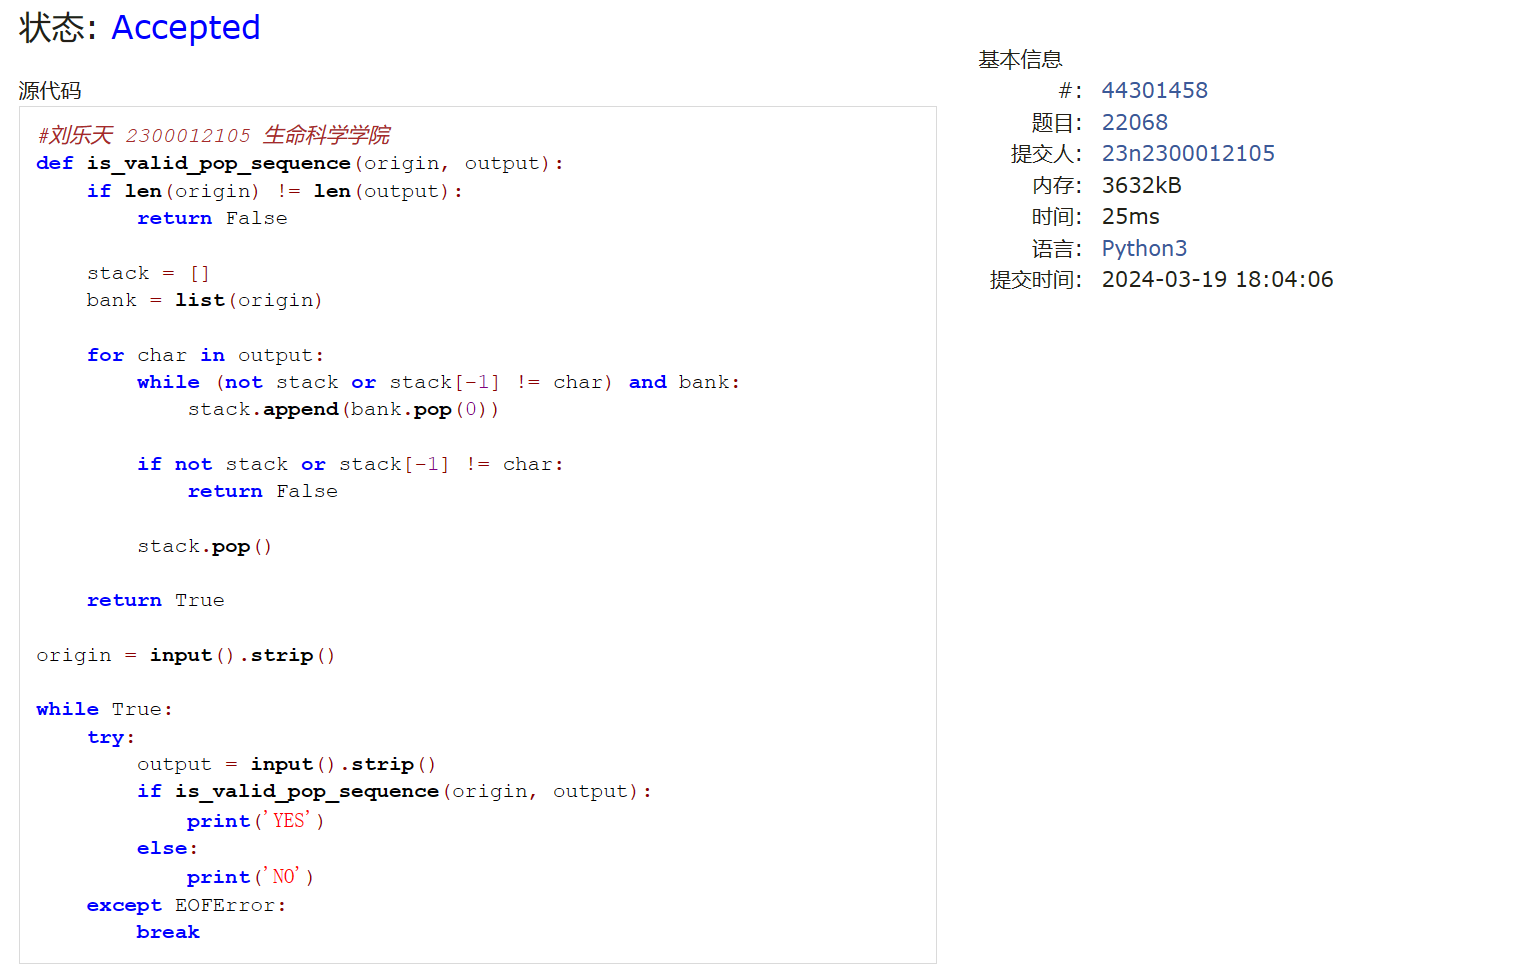 状态: Accepted
源代码
#刘乐天 2300012105 生命科学学院
def is_valid_pop_sequence(origin, output):
    if len(origin) != len(output):
        return False

    stack = []
    bank = list(origin)

    for char in output:
        while (not stack or stack[-1] != char) and bank:
            stack.append(bank.pop(0))

        if not stack or stack[-1] != char:
            return False

        stack.pop()

    return True

origin = input().strip()

while True:
    try:
        output = input().strip()
        if is_valid_pop_sequence(origin, output):
            print('YES')
        else:
            print('NO')
    except EOFError:
        break
基本信息
#: 44301458
题目: 22068
提交人: 23n2300012105
内存: 3632kB
时间: 25ms
语言: Python3
提交时间: 2024-03-19 18:04:06